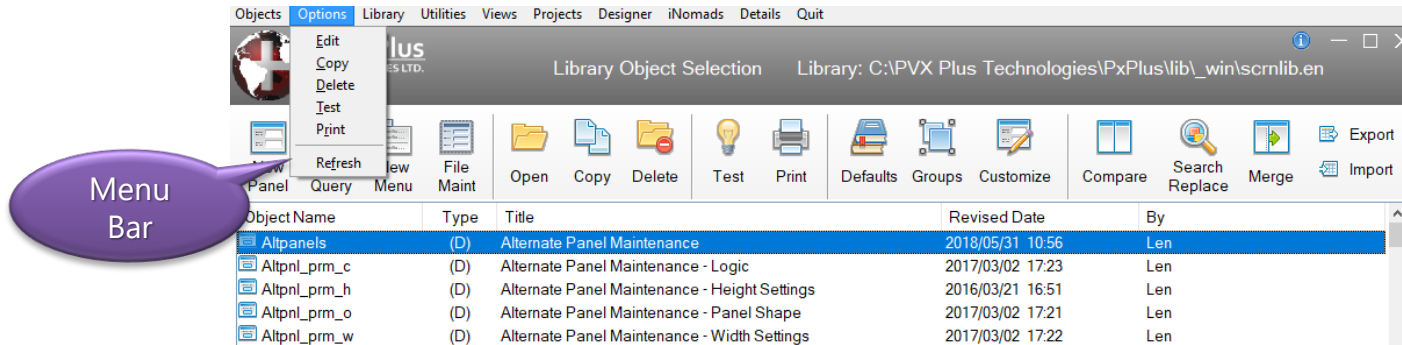 Objects Options Library Utilities Views Projects Designer iNomads Details Quit
Edit
Copy
Delete
Test
Print
Refresh
Plus
ES LTD.
Library Object Selection Library: C:\PVX Plus Technologies\PxPlus\lib\_win\scrnlib.en
Panel
Query
Menu
File
Maint
Open
Copy
Delete
Test
Print
Defaults
Groups
Customize
Compare
Search
Replace
Merge
Export
Import
Menu
Bar
Object Name Type Title Revised Date By
Altpanels (D) Alternate Panel Maintenance 2018/05/31 10:56 Len
Altpnl_prm_c (D) Alternate Panel Maintenance - Logic 2017/03/02 17:23 Len
Altpnl_prm_h (D) Alternate Panel Maintenance - Height Settings 2016/03/21 16:51 Len
Altpnl_prm_o (D) Alternate Panel Maintenance - Panel Shape 2017/03/02 17:21 Len
Altpnl_prm_w (D) Alternate Panel Maintenance - Width Settings 2017/03/02 17:22 Len